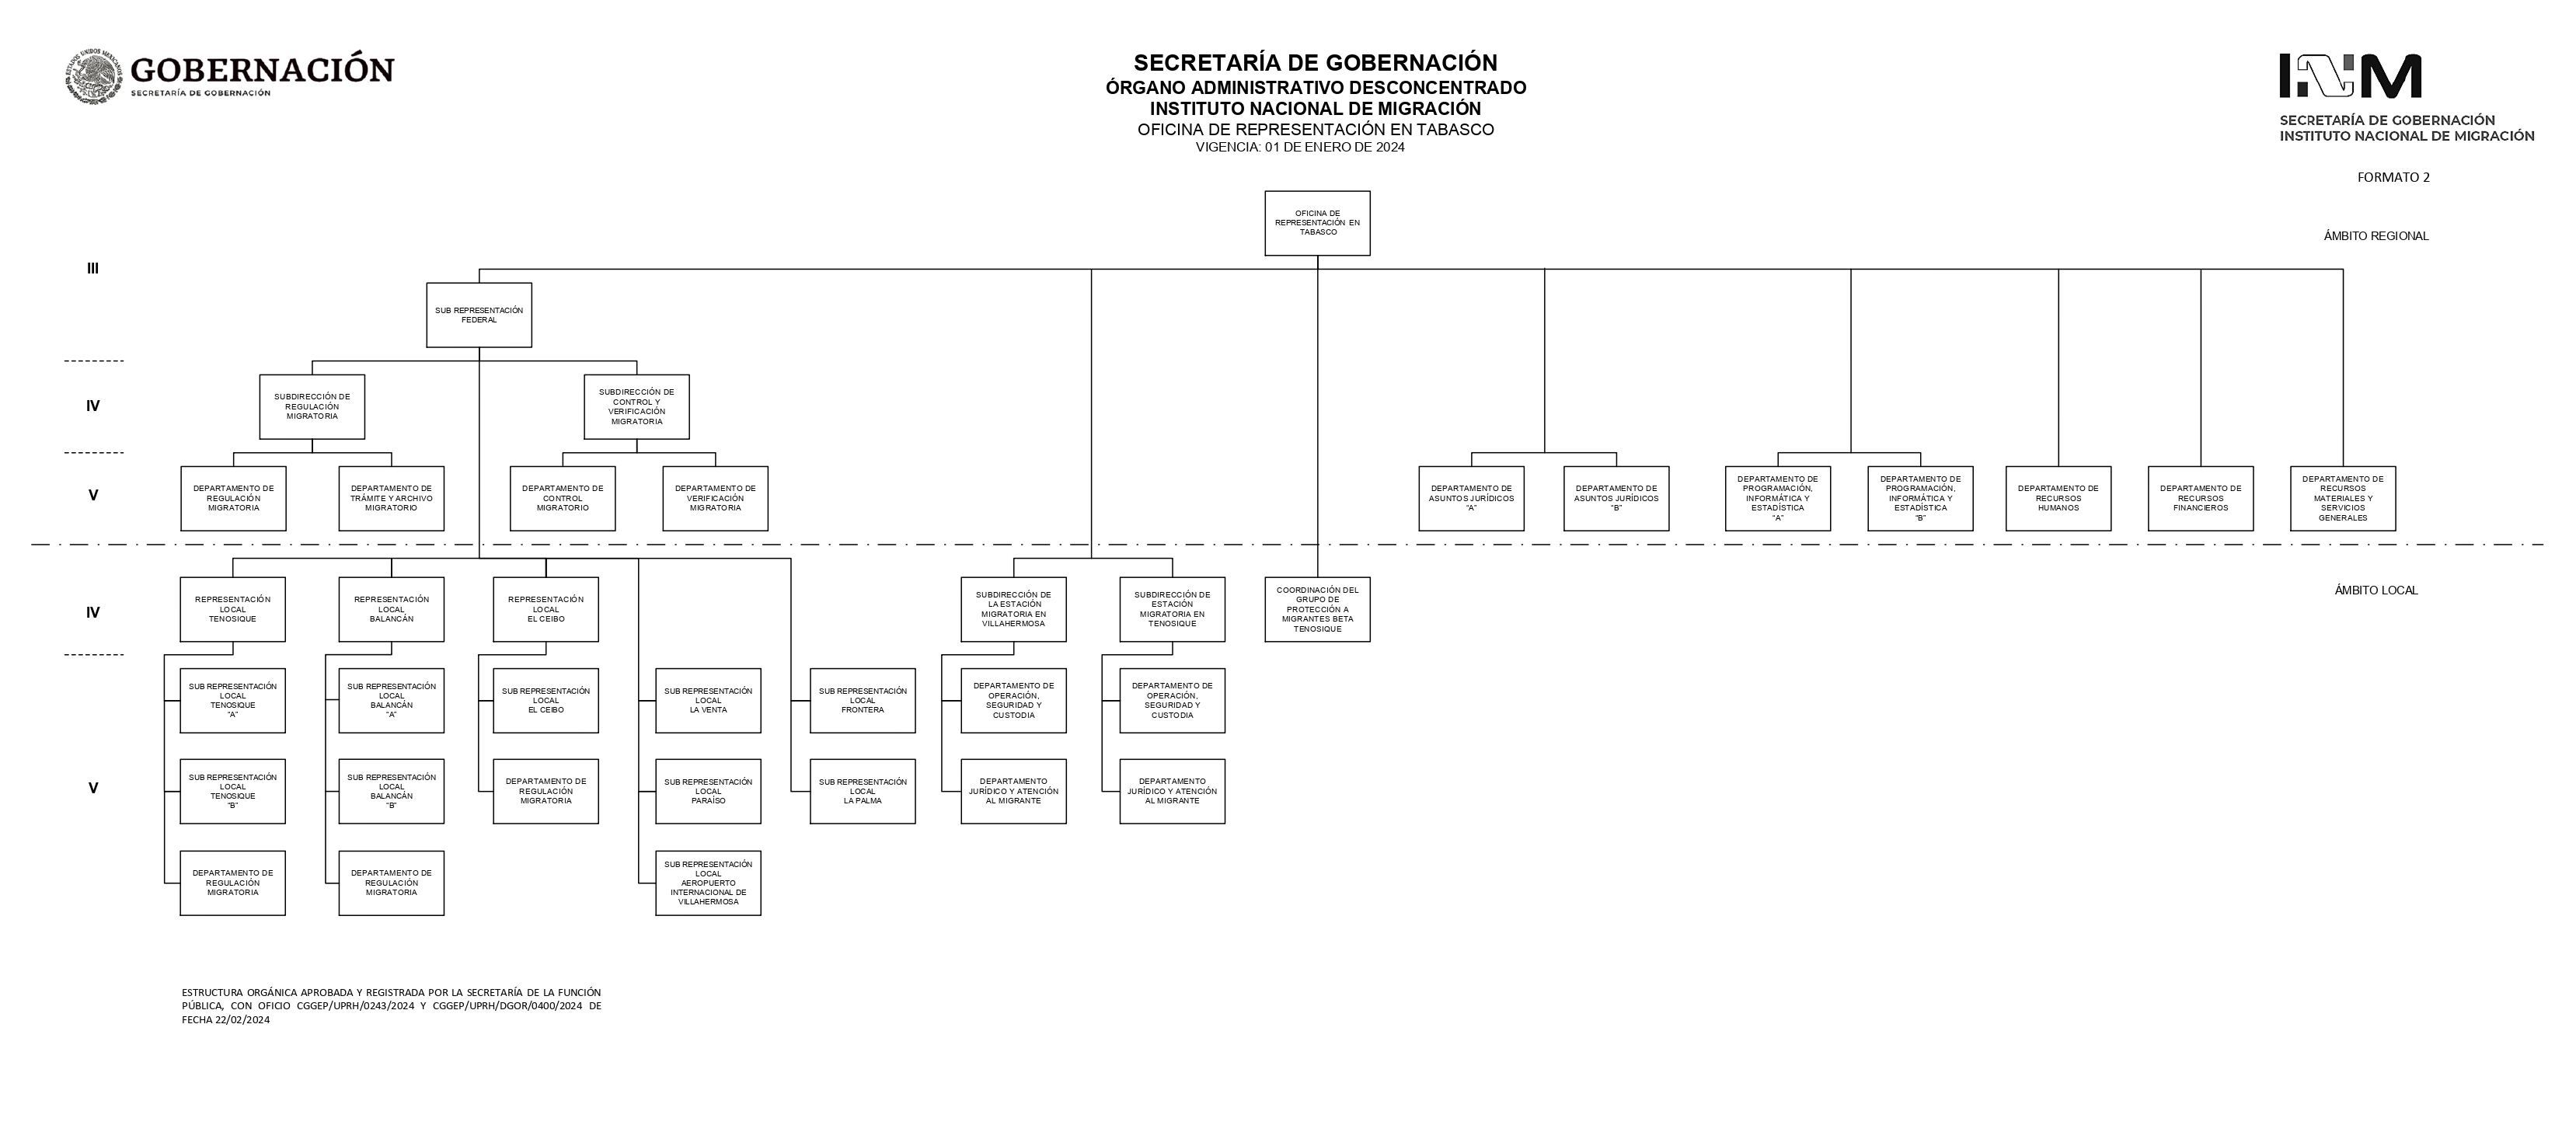 ESTADOS UNIDOS MEXICANOS
GOBERNACIÓN
SECRETARÍA DE GOBERNACIÓN
SECRETARÍA DE GOBERNACIÓN
ÓRGANO ADMINISTRATIVO DESCONCENTRADO
INSTITUTO NACIONAL DE MIGRACIÓN
OFICINA DE REPRESENTACIÓN EN TABASCO
VIGENCIA: 01 DE ENERO DE 2024
INM
SECRETARÍA DE GOBERNACIÓN
INSTITUTO NACIONAL DE MIGRACIÓN
FORMATO 2
OFICINA DE
REPRESENTACIÓN EN
TABASCO
ÁMBITO REGIONAL
III
SUB REPRESENTACIÓN
FEDERAL
IV
SUBDIRECCIÓN DE
REGULACIÓN
MIGRATORIA
SUBDIRECCIÓN DE
CONTROL Y
VERIFICACIÓN
MIGRATORIA
V
DEPARTAMENTO DE
REGULACIÓN
MIGRATORIA
DEPARTAMENTO DE
TRÁMITE Y ARCHIVO
MIGRATORIO
DEPARTAMENTO DE
CONTROL
MIGRATORIO
DEPARTAMENTO DE
VERIFICACIÓN
MIGRATORIA
DEPARTAMENTO DE
ASUNTOS JURÍDICOS
"A"
DEPARTAMENTO DE
ASUNTOS JURÍDICOS
"B"
DEPARTAMENTO DE
PROGRAMACIÓN,
INFORMÁTICA Y
ESTADÍSTICA
"A"
DEPARTAMENTO DE
PROGRAMACIÓN,
INFORMÁTICA Y
ESTADÍSTICA
"B"
DEPARTAMENTO DE
RECURSOS
HUMANOS
DEPARTAMENTO DE
RECURSOS
FINANCIEROS
DEPARTAMENTO DE
RECURSOS
MATERIALES Y
SERVICIOS
GENERALES
ÁMBITO LOCAL
IV
REPRESENTACIÓN
LOCAL
TENOSIQUE
REPRESENTACIÓN
LOCAL
BALANCÁN
REPRESENTACIÓN
LOCAL
EL CEIBO
SUBDIRECCIÓN DE
LA ESTACIÓN
MIGRATORIA EN
VILLAHERMOSA
SUBDIRECCIÓN DE
ESTACIÓN
MIGRATORIA EN
TENOSIQUE
COORDINACIÓN DEL
GRUPO DE
PROTECCIÓN A
MIGRANTES BETA
TENOSIQUE
SUB REPRESENTACIÓN
LOCAL
TENOSIQUE
"A"
SUB REPRESENTACIÓN
LOCAL
BALANCÁN
"A"
SUB REPRESENTACIÓN
LOCAL
EL CEIBO
SUB REPRESENTACIÓN
LOCAL
LA VENTA
SUB REPRESENTACIÓN
LOCAL
FRONTERA
DEPARTAMENTO DE
OPERACIÓN,
SEGURIDAD Y
CUSTODIA
DEPARTAMENTO DE
OPERACIÓN,
SEGURIDAD Y
CUSTODIA
V
SUB REPRESENTACIÓN
LOCAL
TENOSIQUE
"B"
SUB REPRESENTACIÓN
LOCAL
BALANCÁN
"B"
DEPARTAMENTO DE
REGULACIÓN
MIGRATORIA
SUB REPRESENTACIÓN
LOCAL
PARAÍSO
SUB REPRESENTACIÓN
LOCAL
LA PALMA
DEPARTAMENTO
JURÍDICO Y ATENCIÓN
AL MIGRANTE
DEPARTAMENTO
JURÍDICO Y ATENCIÓN
AL MIGRANTE
DEPARTAMENTO DE
REGULACIÓN
MIGRATORIA
DEPARTAMENTO DE
REGULACIÓN
MIGRATORIA
SUB REPRESENTACIÓN
LOCAL
AEROPUERTO
INTERNACIONAL DE
VILLAHERMOSA
ESTRUCTURA ORGÁNICA APROBADA Y REGISTRADA POR LA SECRETARÍA DE LA FUNCIÓN
PÚBLICA, CON OFICIO CGGEP/UPRH/0243/2024 Y CGGEP/UPRH/DGOR/0400/2024 DE
FECHA 22/02/2024